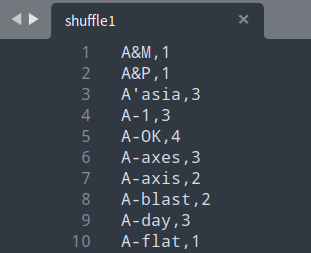 shuffle1
1 A&M,1
2 A&P,1
3 A'asia,3
4 A-1,3
5 A-OK,4
6 A-axes,3
7 A-axis,2
8 A-blast,2
9 A-day,3
10 A-flat,1